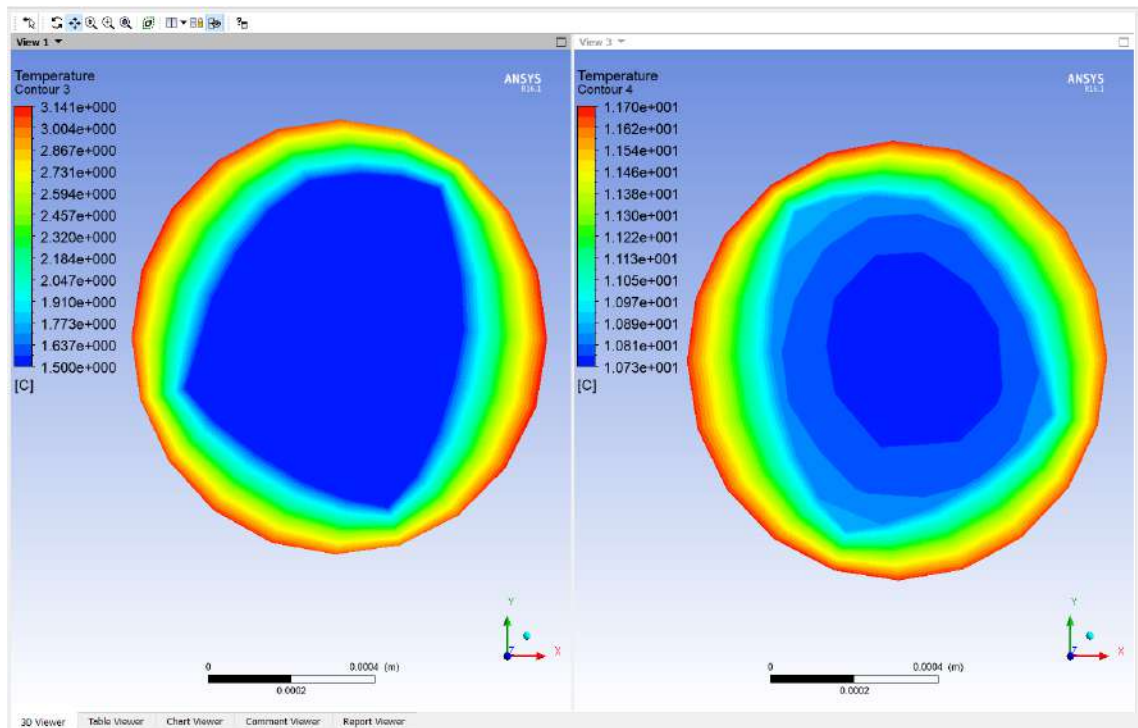 View 1
Temperature
Contour 3
3.141e+000
3.004e+000
2.867e+000
2.731e+000
2.594e+000
2.457e+000
2.320e+000
2.184e+000
2.047e+000
1.910e+000
1.773e+000
1.637e+000
1.500e+000
[C]
ANSYS
R16.1
0
0.0004 (m)
0.0002
Y
Z
X
View 3
Temperature
Contour 4
1.170e+001
1.162e+001
1.154e+001
1.146e+001
1.138e+001
1.130e+001
1.122e+001
1.113e+001
1.105e+001
1.097e+001
1.089e+001
1.081e+001
1.073e+001
[C]
ANSYS
R16.1
0
0.0004 (m)
0.0002
Y
Z
X
3D Viewer Table Viewer Chart Viewer Comment Viewer Report Viewer